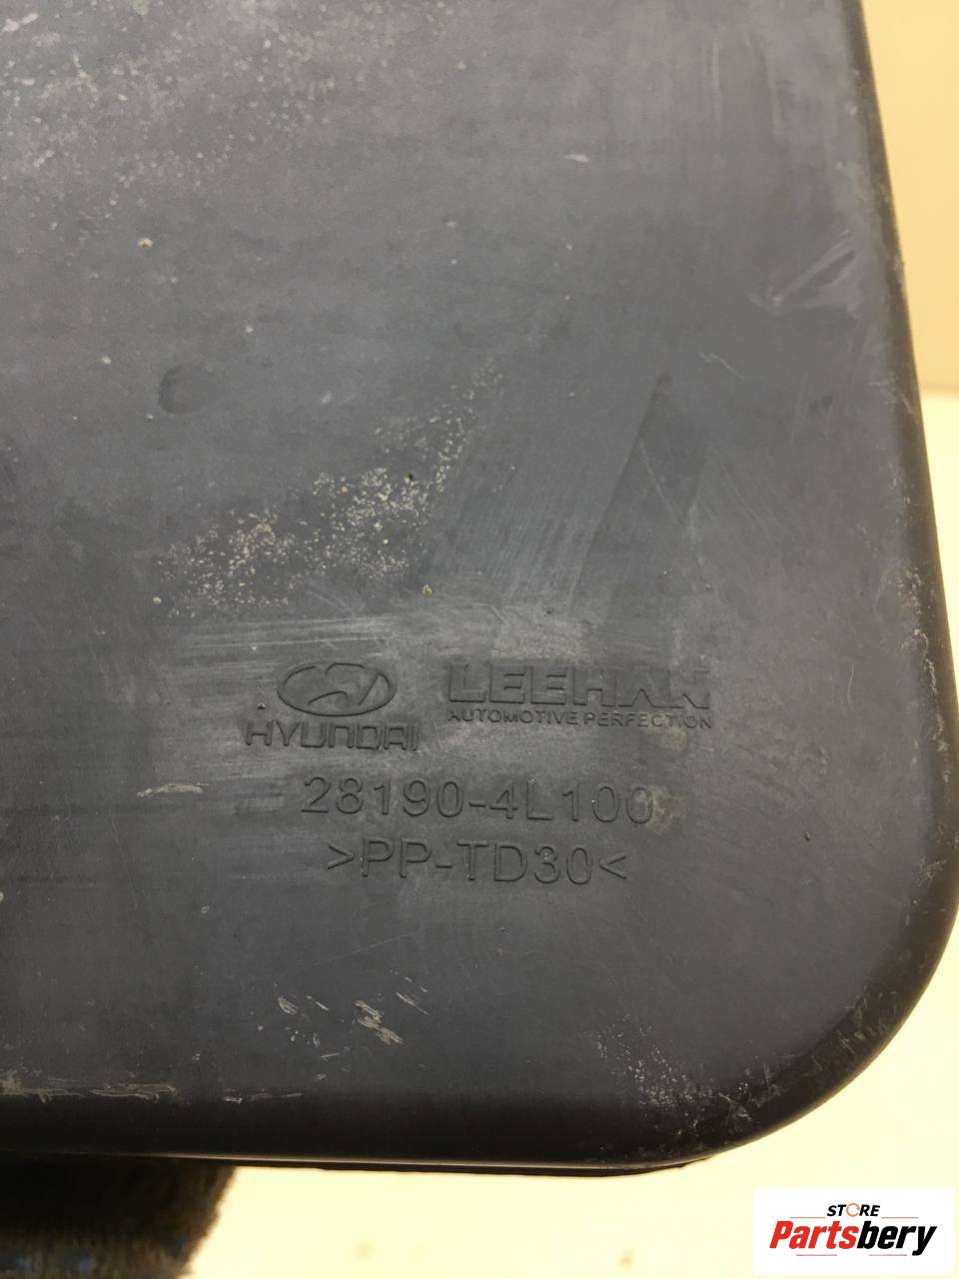 HYUNDAI
LEEHAN
AUTOMOTIVE PERFECTION
28190-4L100
>PP-TD30<
STORE
Partsbery